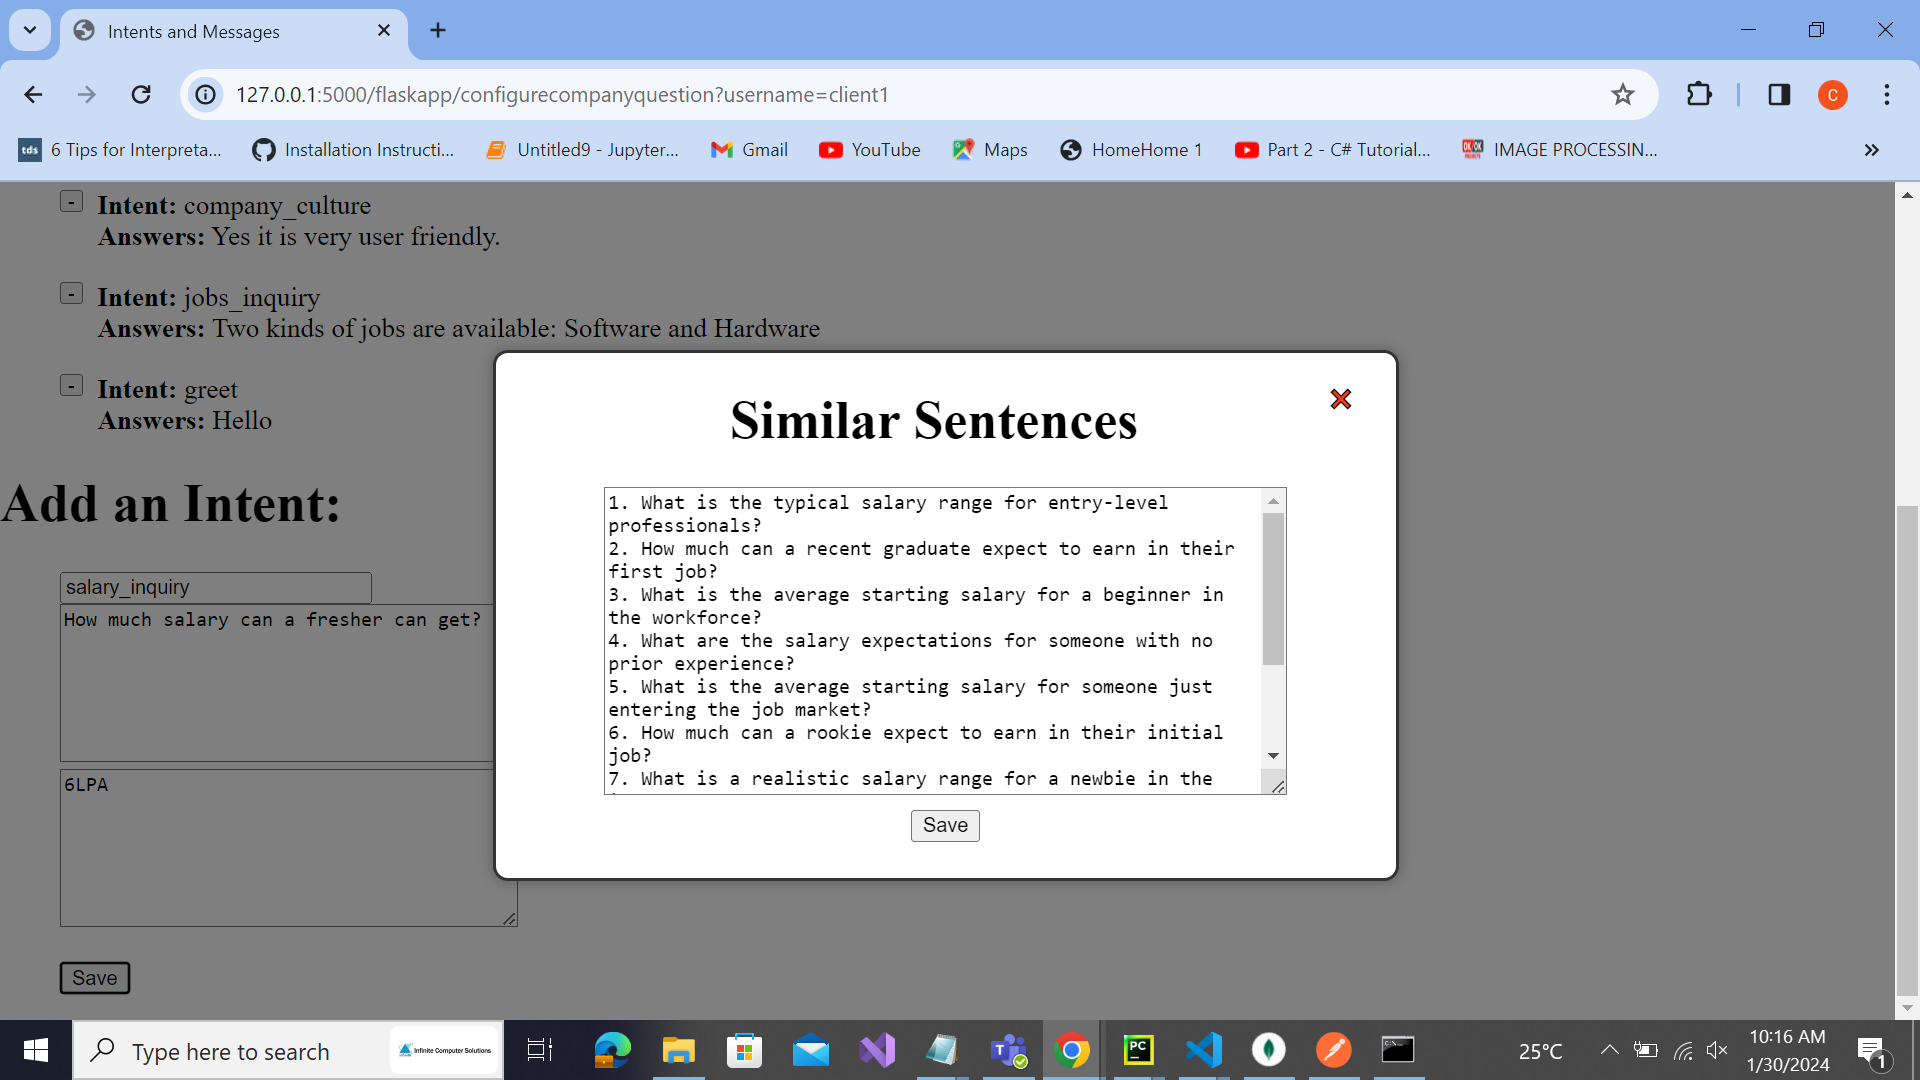 Intents and Messages
127.0.0.1:5000/flaskapp/configurecompanyquestion?username=client1
C
tds 6 Tips for Interpreta... Installation Instructi... Untitled9 - Jupyter... Gmail YouTube Maps HomeHome 1 Part 2 - C# Tutorial... IMAGE PROCESSIN...
- Intent: company_culture
Answers: Yes it is very user friendly.
- Intent: jobs_inquiry
Answers: Two kinds of jobs are available: Software and Hardware
- Intent: greet
Answers: Hello
Add an Intent:
salary_inquiry
How much salary can a fresher can get?
6LPA
Save
Similar Sentences
1. What is the typical salary range for entry-level
professionals?
2. How much can a recent graduate expect to earn in their
first job?
3. What is the average starting salary for a beginner in
the workforce?
4. What are the salary expectations for someone with no
prior experience?
5. What is the average starting salary for someone just
entering the job market?
6. How much can a rookie expect to earn in their initial
job?
7. What is a realistic salary range for a newbie in the
Save
Type here to search Infinite Computer Solutions
PC
25°C
10:16 AM
1/30/2024
1